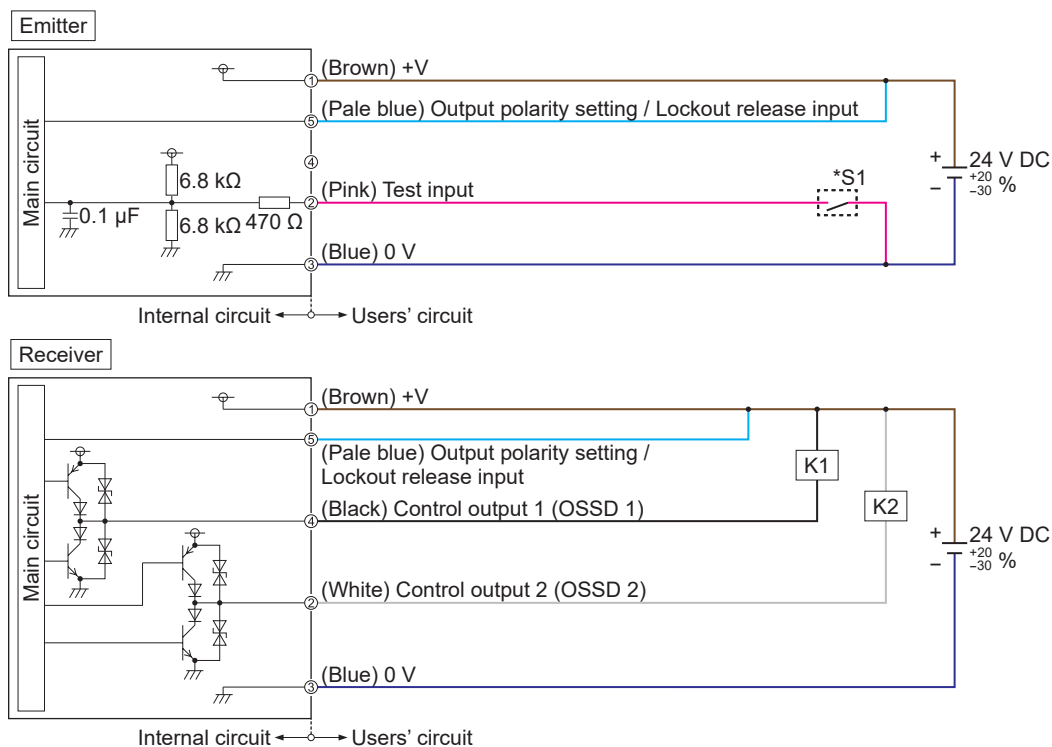 Emitter
Main circuit
6.8 kΩ
0.1 µF
6.8 kΩ
470 Ω
① (Brown) +V
⑤ (Pale blue) Output polarity setting / Lockout release input
④
② (Pink) Test input
*S1
③ (Blue) 0 V
+
−
24 V DC
+20
−30 %
Internal circuit
Users’ circuit
Receiver
Main circuit
① (Brown) +V
⑤
(Pale blue) Output polarity setting /
Lockout release input
K1
④ (Black) Control output 1 (OSSD 1)
K2
② (White) Control output 2 (OSSD 2)
③ (Blue) 0 V
+
−
24 V DC
+20
−30 %
Internal circuit
Users’ circuit